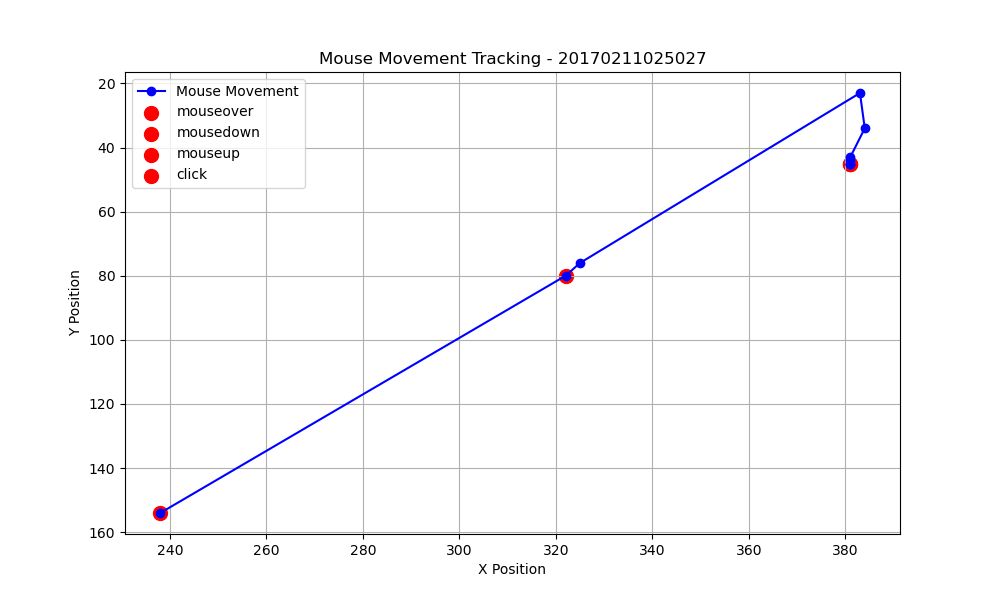 Mouse Movement Tracking - 20170211025027
Mouse Movement
mouseover
mousedown
mouseup
click
20
40
60
80
100
120
140
160
Y Position
240
260
280
300
320
340
360
380
X Position